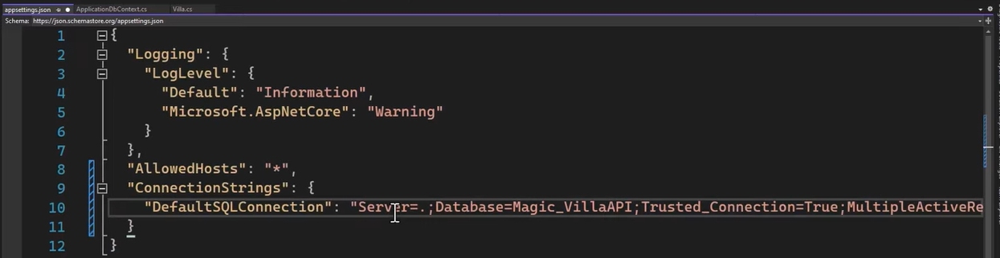 appsettings.json ApplicationDbContext.cs Villa.cs
Schema: https://json.schemastore.org/appsettings.json
1 {
2 "Logging": {
3 "LogLevel": {
4 "Default": "Information",
5 "Microsoft.AspNetCore": "Warning"
6 }
7 },
8 "AllowedHosts": "*",
9 "ConnectionStrings": {
10 "DefaultSQLConnection": "Server=.;Database=Magic_VillaAPI;Trusted_Connection=True;MultipleActiveRe
11 }
12 }